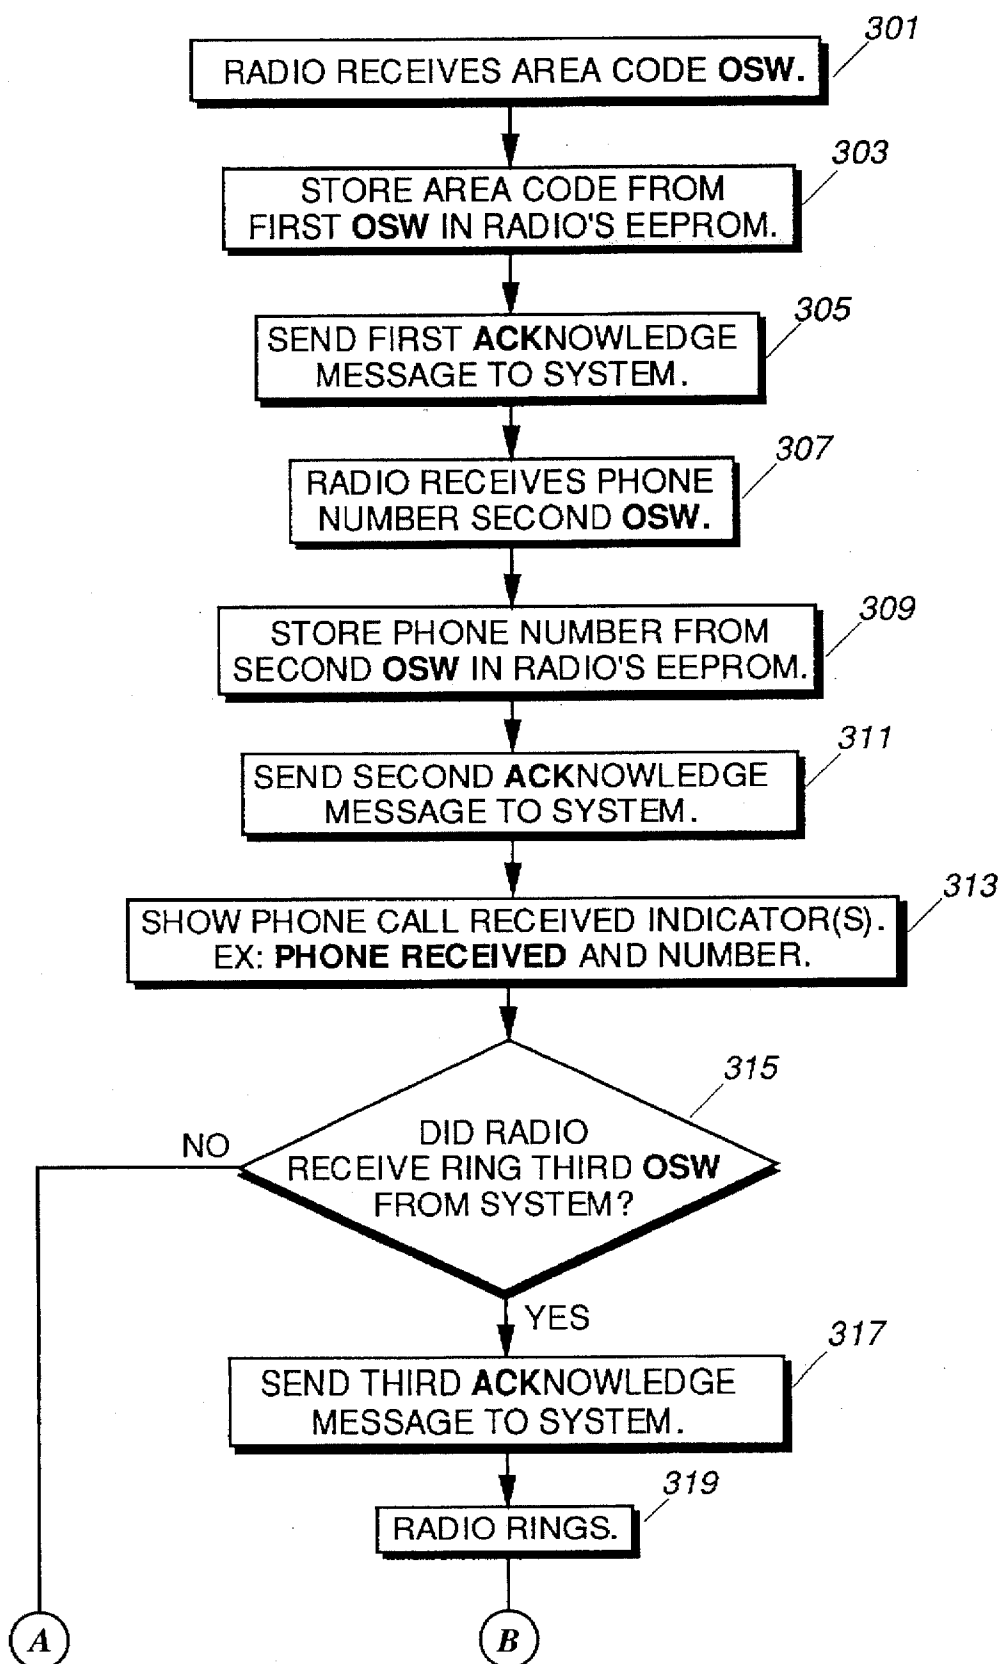 301
RADIO RECEIVES AREA CODE OSW.
303
STORE AREA CODE FROM
FIRST OSW IN RADIO'S EEPROM.
305
SEND FIRST ACKNOWLEDGE
MESSAGE TO SYSTEM.
307
RADIO RECEIVES PHONE
NUMBER SECOND OSW.
309
STORE PHONE NUMBER FROM
SECOND OSW IN RADIO'S EEPROM.
311
SEND SECOND ACKNOWLEDGE
MESSAGE TO SYSTEM.
313
SHOW PHONE CALL RECEIVED INDICATOR(S).
EX: PHONE RECEIVED AND NUMBER.
315
DID RADIO
RECEIVE RING THIRD OSW
FROM SYSTEM?
NO
YES
317
SEND THIRD ACKNOWLEDGE
MESSAGE TO SYSTEM.
319
RADIO RINGS.
A
B